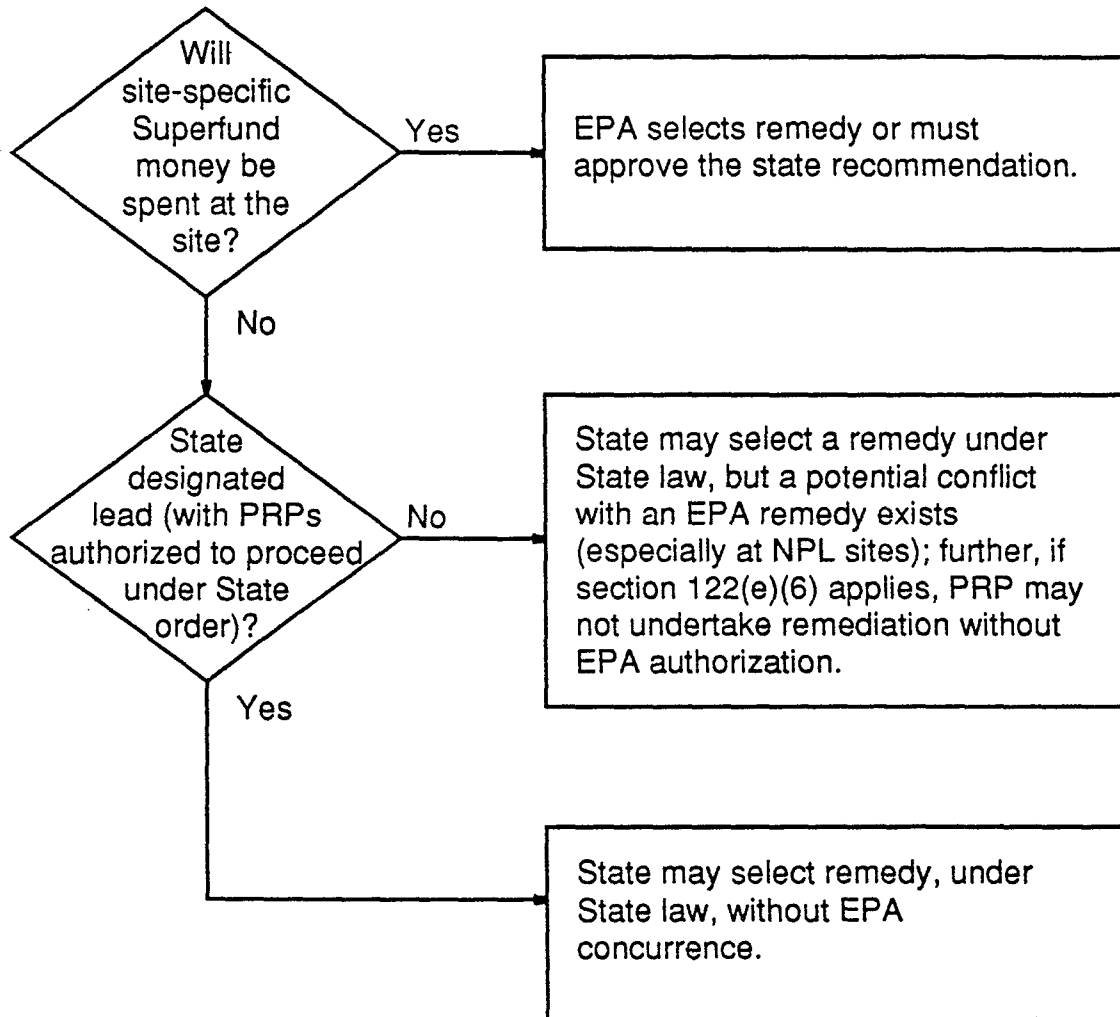 Will
site-specific
Superfund
money be
spent at the
site?
Yes
EPA selects remedy or must
approve the state recommendation.
No
State
designated
lead (with PRPs
authorized to proceed
under State
order)?
No
State may select a remedy under
State law, but a potential conflict
with an EPA remedy exists
(especially at NPL sites); further, if
section 122(e)(6) applies, PRP may
not undertake remediation without
EPA authorization.
Yes
State may select remedy, under
State law, without EPA
concurrence.